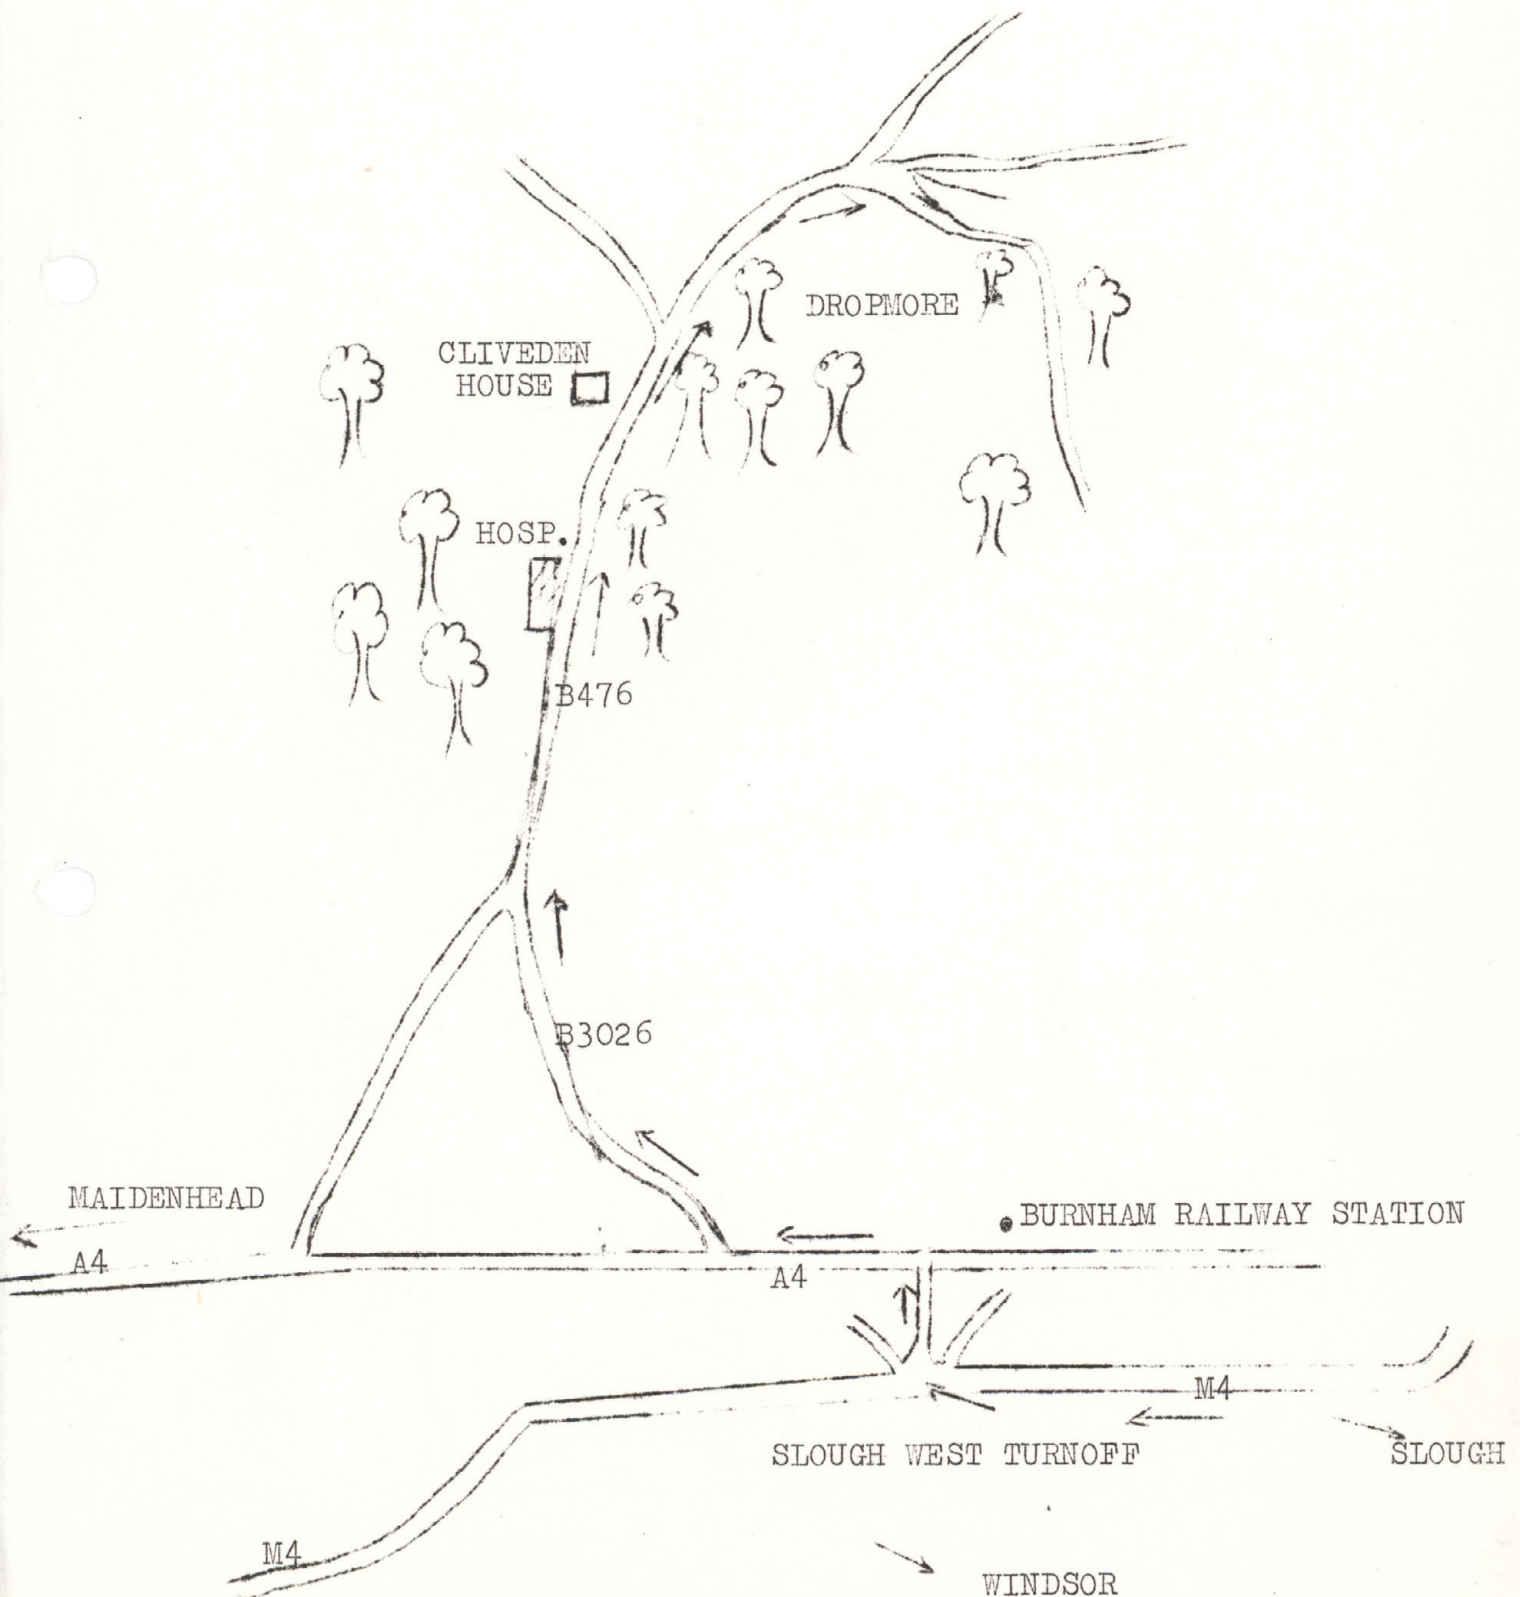 DROPMORE
CLIVEDEN
HOUSE
HOSP.
B476
B3026
MAIDENHEAD
BURNHAM RAILWAY STATION
A4
A4
M4
SLOUGH WEST TURNOFF
SLOUGH
M4
WINDSOR